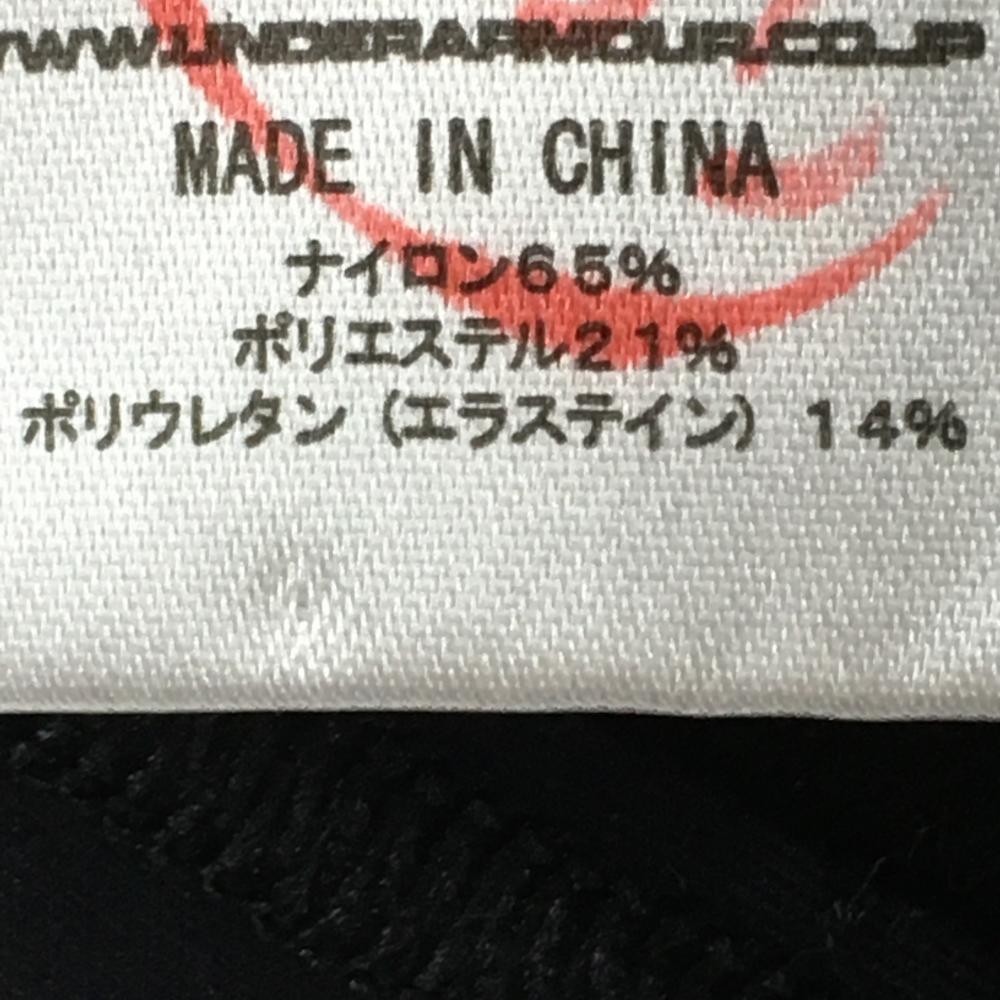 WWW.UNDERARMOUR.CO.JP
MADE IN CHINA
ナイロン65%
ポリエステル21%
ポリウレタン(エラステイン) 14%